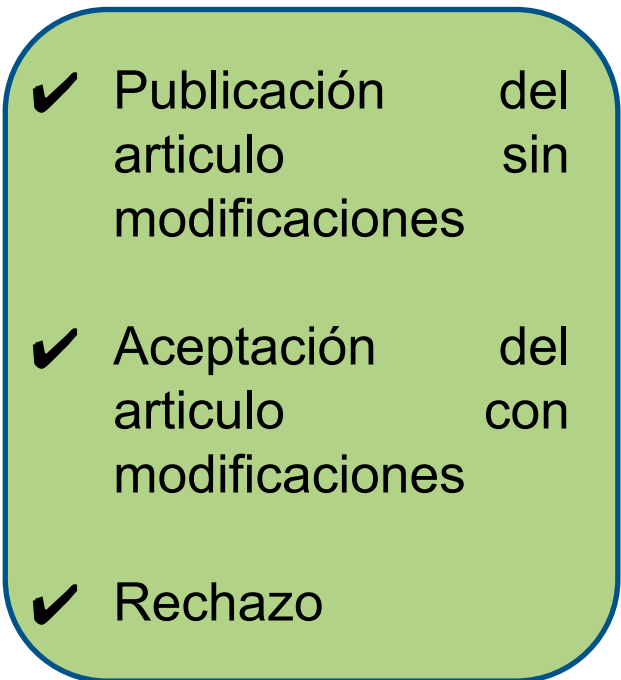 ✔ Publicación del
articulo sin
modificaciones
✔ Aceptación del
articulo con
modificaciones
✔ Rechazo